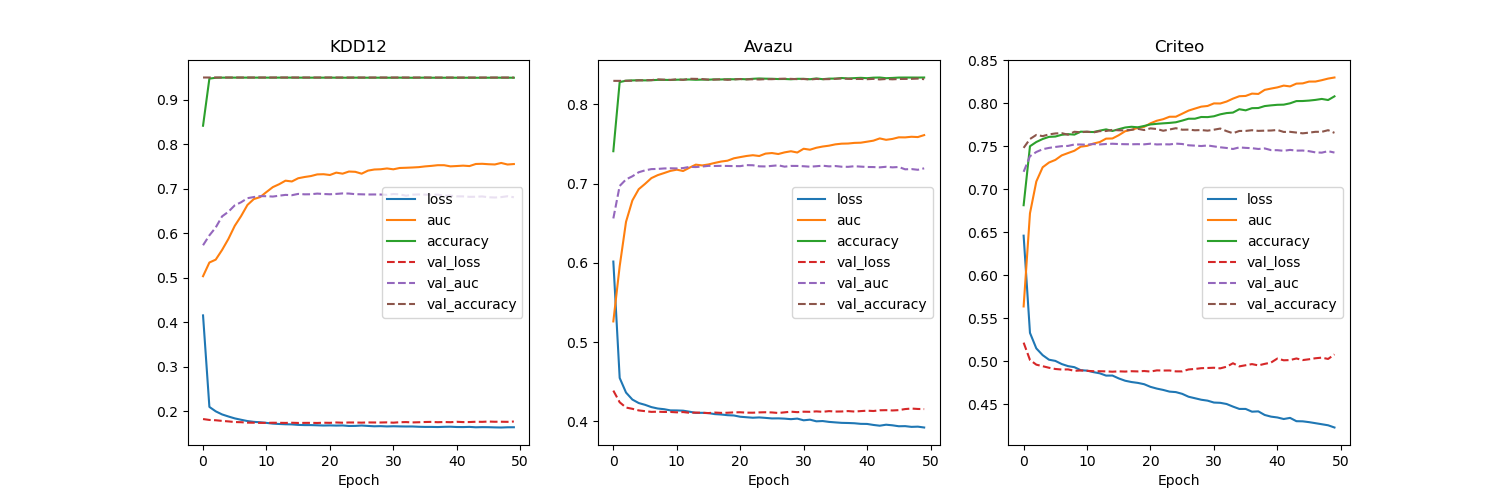 KDD12
0.9
0.8
0.7
0.6
0.5
0.4
0.3
0.2
0
10
20
30
40
50
Epoch
loss
auc
accuracy
val_loss
val_auc
val_accuracy
Avazu
0.8
0.7
0.6
0.5
0.4
0
10
20
30
40
50
Epoch
loss
auc
accuracy
val_loss
val_auc
val_accuracy
Criteo
0.85
0.80
0.75
0.70
0.65
0.60
0.55
0.50
0.45
0
10
20
30
40
50
Epoch
loss
auc
accuracy
val_loss
val_auc
val_accuracy